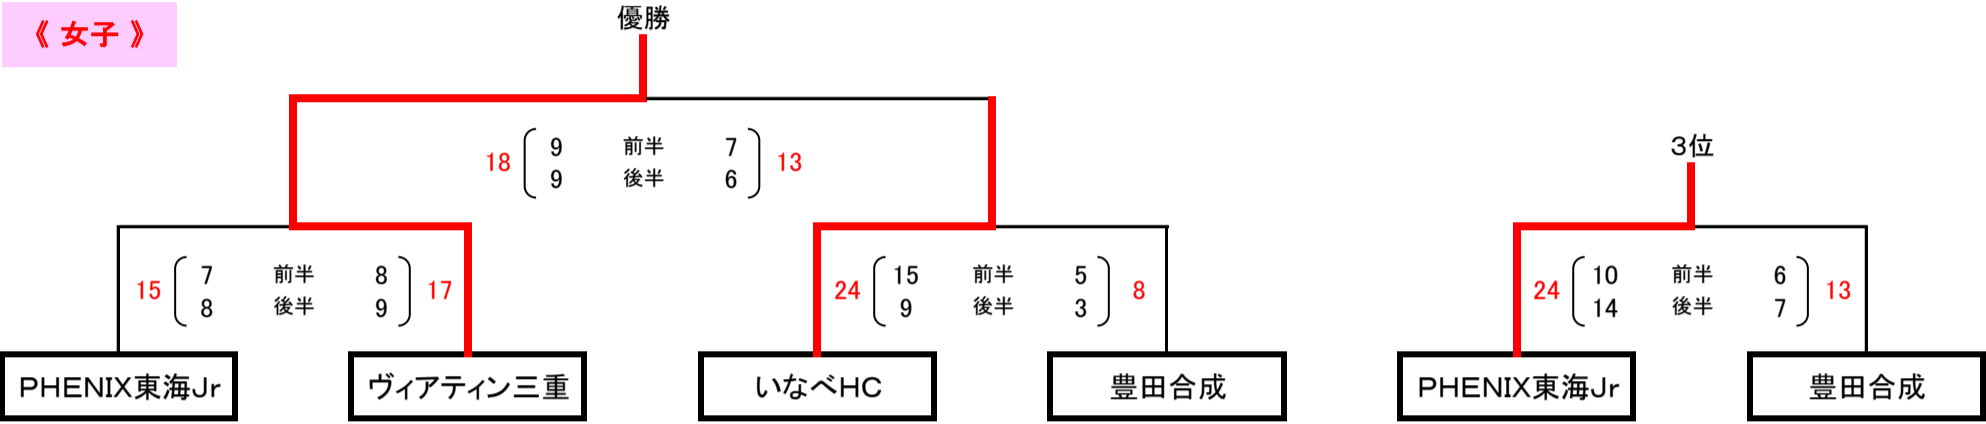 《 女子 》
優勝
18 9 前半 7 13
9 後半 6
3位
15 7 前半 8 17
8 後半 9
24 15 前半 5 8
9 後半 3
24 10 前半 6 13
14 後半 7
PHENIX東海Jr
ヴィアティン三重
いなべHC
豊田合成
PHENIX東海Jr
豊田合成